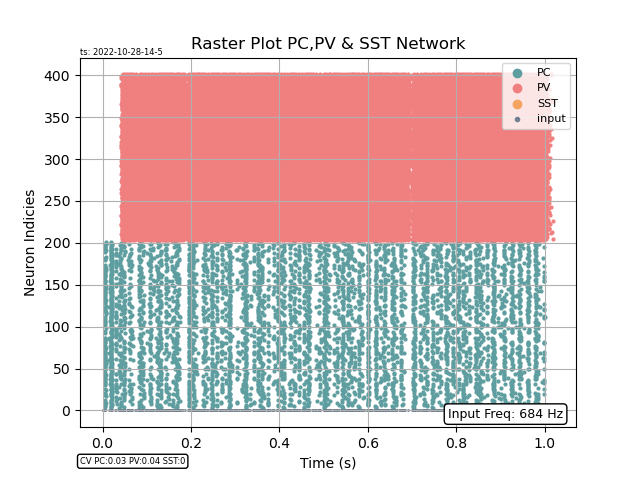 Raster Plot PC,PV & SST Network
ts: 2022-10-28-14-5
400
350
300
250
200
150
100
50
0
Neuron Indicies
PC
PV
SST
input
Input Freq: 684 Hz
0.0 0.2 0.4 0.6 0.8 1.0
Time (s)
CV PC:0.03 PV:0.04 SST:0